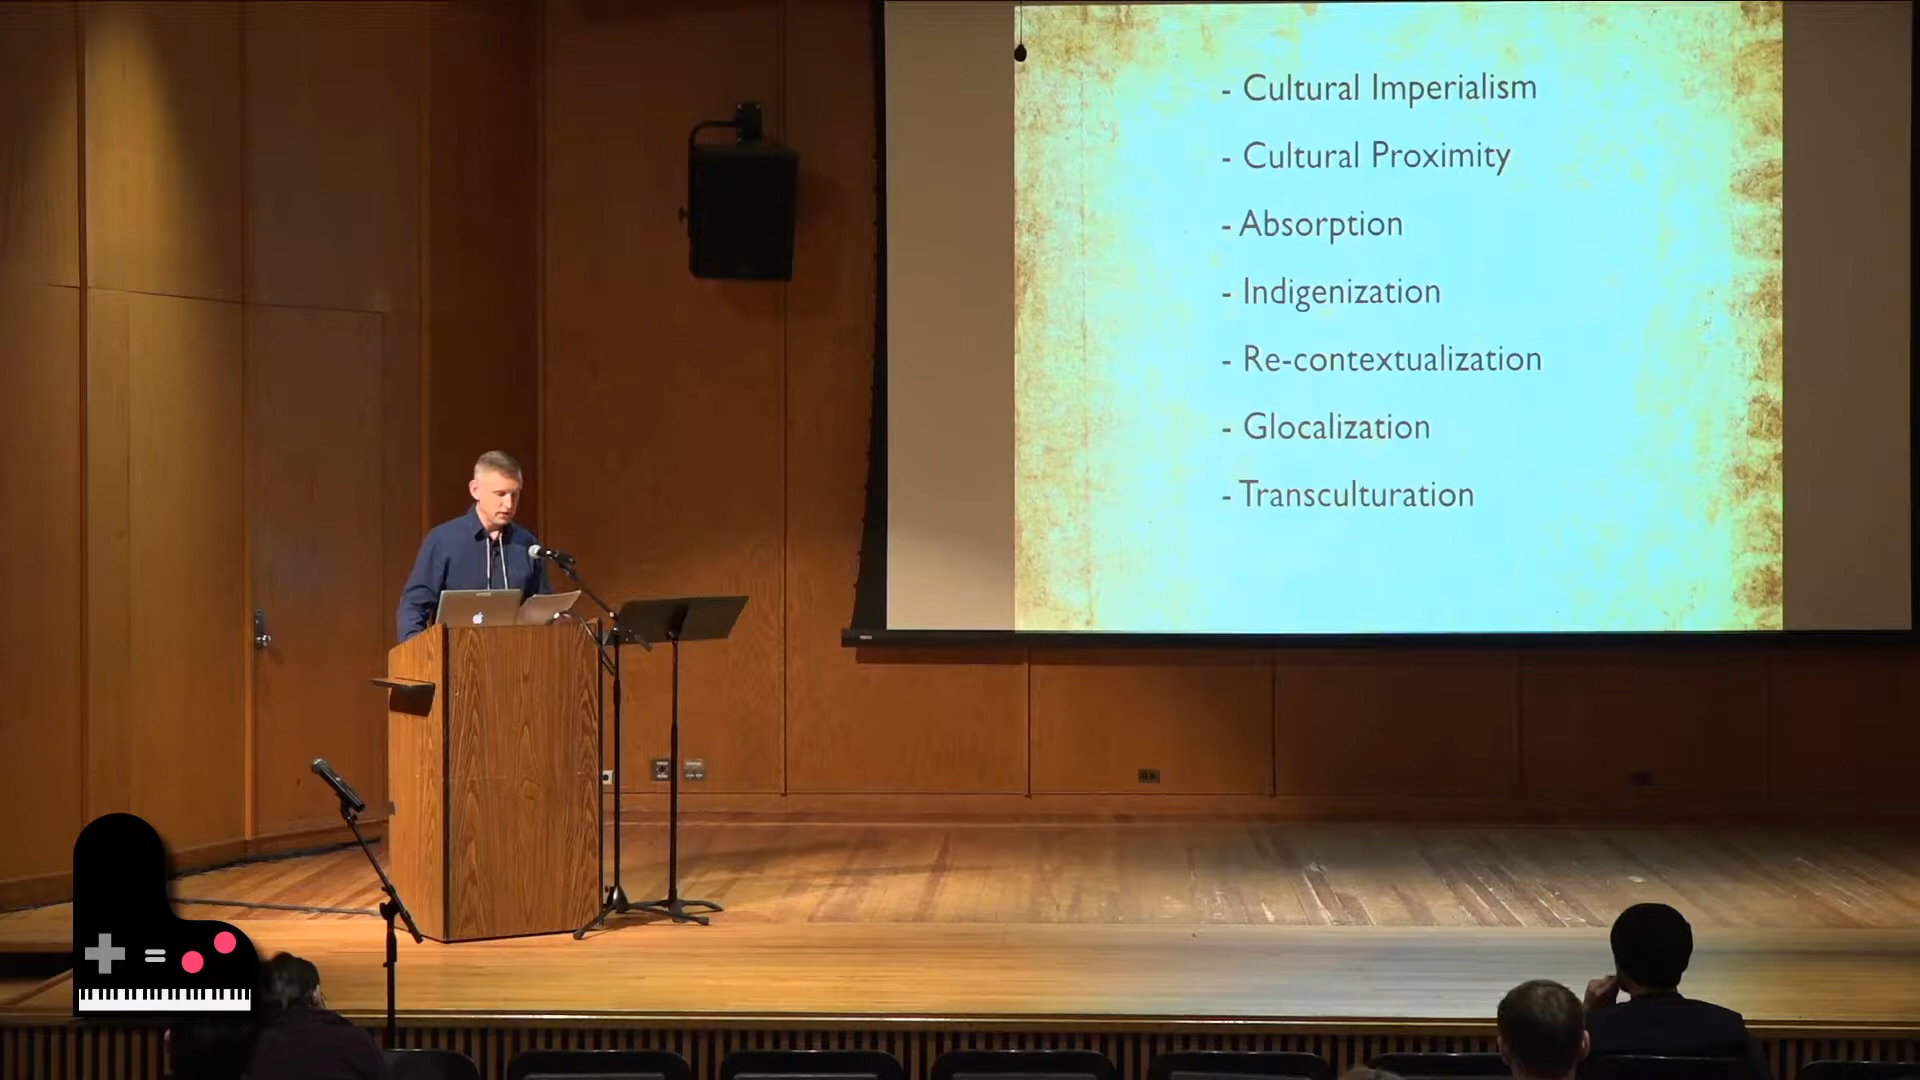 - Cultural Imperialism
- Cultural Proximity
- Absorption
- Indigenization
- Re-contextualization
- Glocalization
- Transculturation